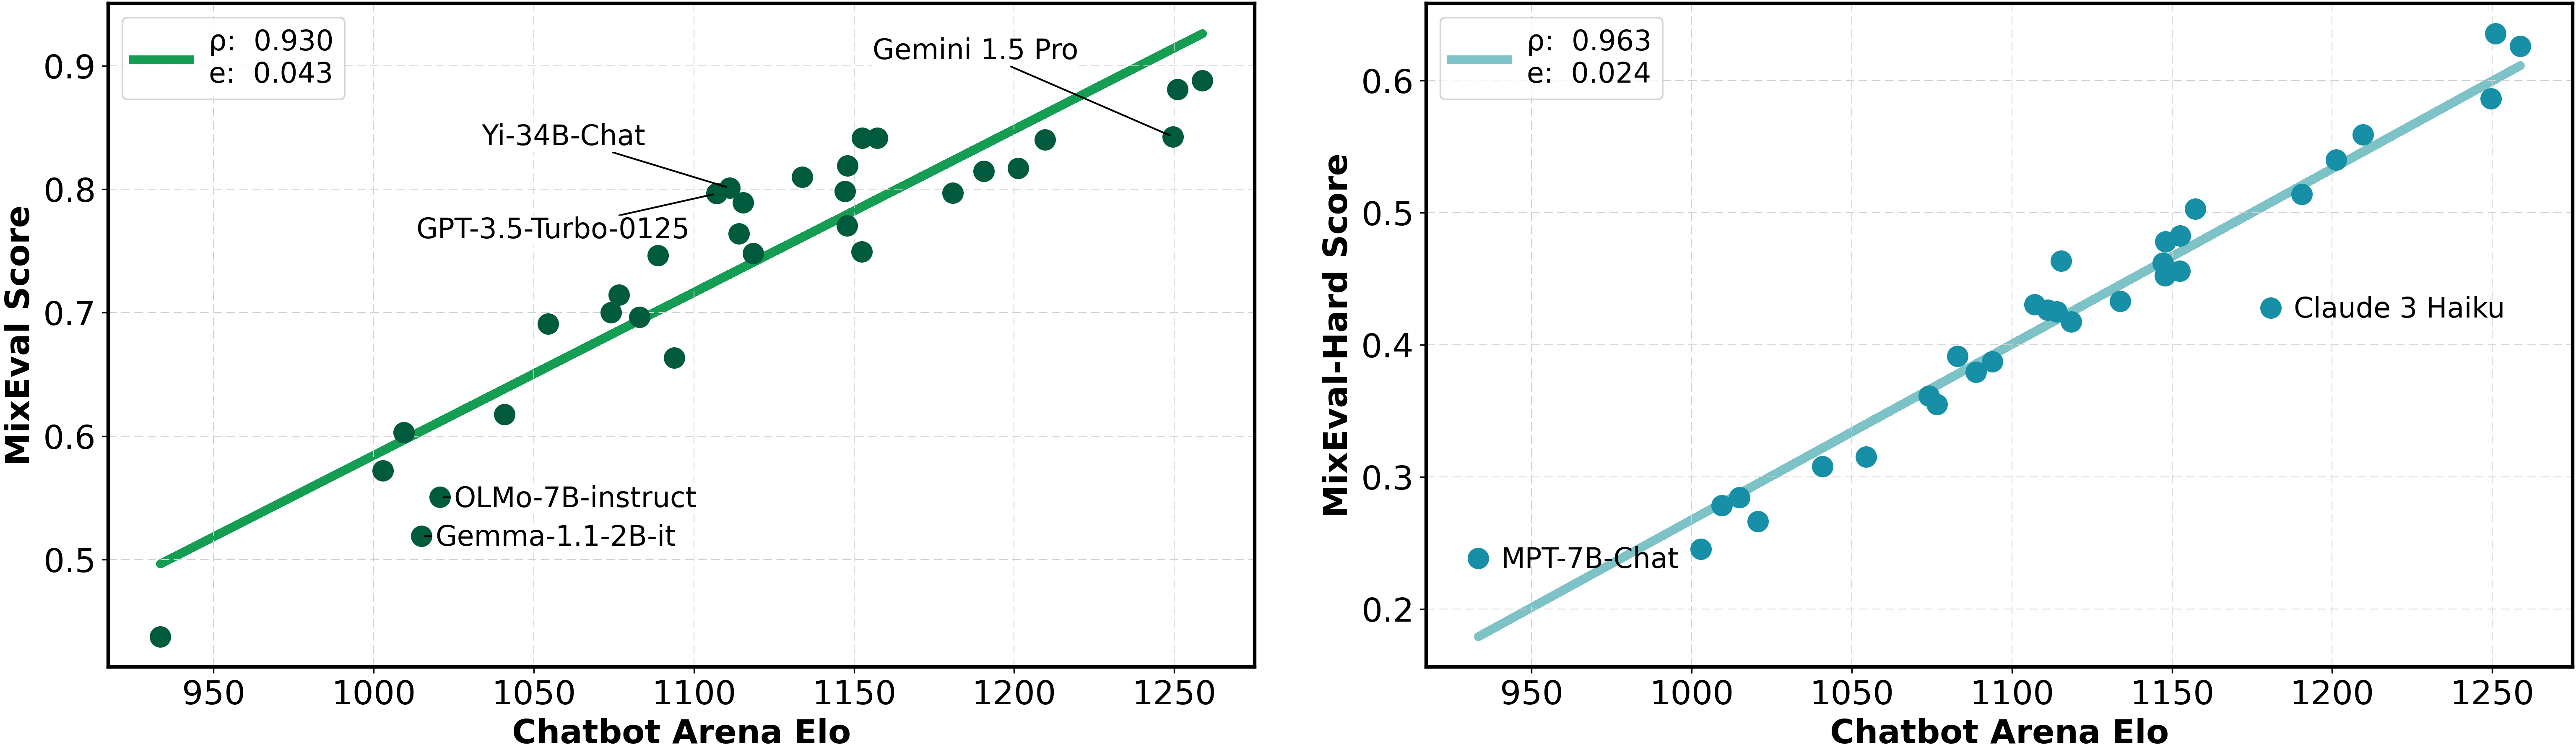 ρ: 0.930
e: 0.043
Gemini 1.5 Pro
Yi-34B-Chat
GPT-3.5-Turbo-0125
OLMo-7B-instruct
Gemma-1.1-2B-it
MixEval Score
0.9
0.8
0.7
0.6
0.5
950 1000 1050 1100 1150 1200 1250
Chatbot Arena Elo
ρ: 0.963
e: 0.024
Claude 3 Haiku
MPT-7B-Chat
MixEval-Hard Score
0.6
0.5
0.4
0.3
0.2
950 1000 1050 1100 1150 1200 1250
Chatbot Arena Elo